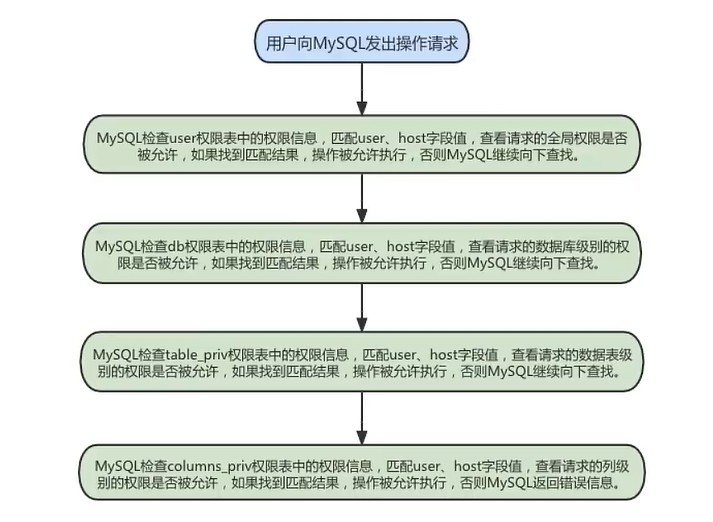 用户向MySQL发出操作请求
MySQL检查user权限表中的权限信息，匹配user、host字段值，查看请求的全局权限是否
被允许，如果找到匹配结果，操作被允许执行，否则MySQL继续向下查找。
MySQL检查db权限表中的权限信息，匹配user、host字段值，查看请求的数据库级别的权
限是否被允许，如果找到匹配结果，操作被允许执行，否则MySQL继续向下查找。
MySQL检查table_priv权限表中的权限信息，匹配user、host字段值，查看请求的数据表级
别的权限是否被允许，如果找到匹配结果，操作被允许执行，否则MySQL继续向下查找。
MySQL检查columns_priv权限表中的权限信息，匹配user、host字段值，查看请求的列级
别的权限是否被允许，如果找到匹配结果，操作被允许执行，否则MySQL返回错误信息。